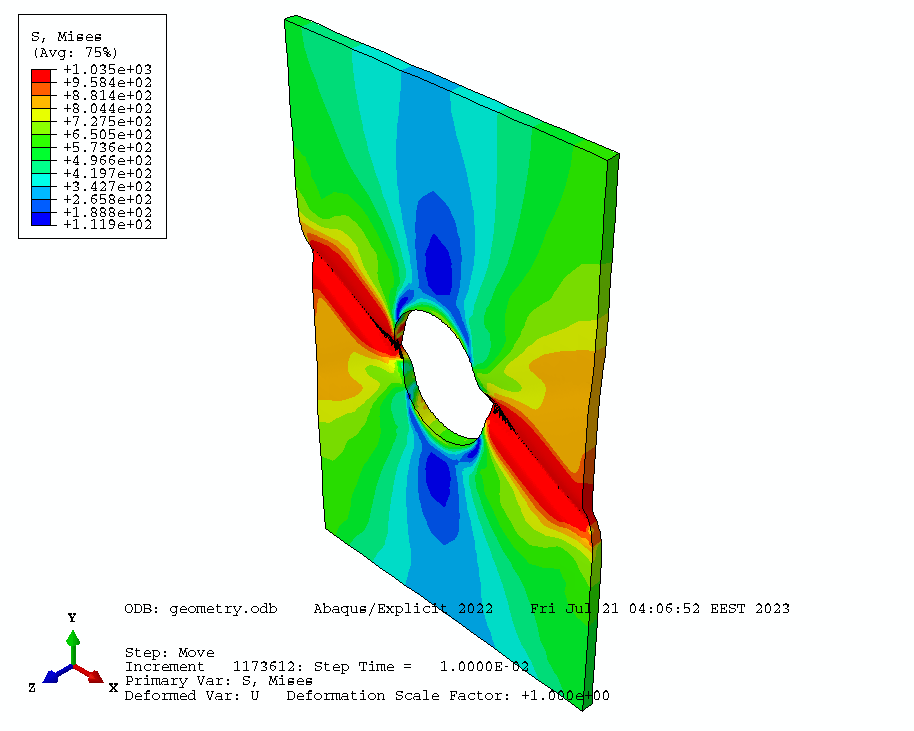 S, Mises
(Avg: 75%)
+1.035e+03
+9.584e+02
+8.814e+02
+8.044e+02
+7.275e+02
+6.505e+02
+5.736e+02
+4.966e+02
+4.197e+02
+3.427e+02
+2.658e+02
+1.888e+02
+1.119e+02
ODB: geometry.odb Abaqus/Explicit 2022 Fri Jul 21 04:06:52 EEST 2023
Step: Move
Increment 1173612: Step Time = 1.0000E-02
Primary Var: S, Mises
Deformed Var: U Deformation Scale Factor: +1.000e+00
Y
Z
X